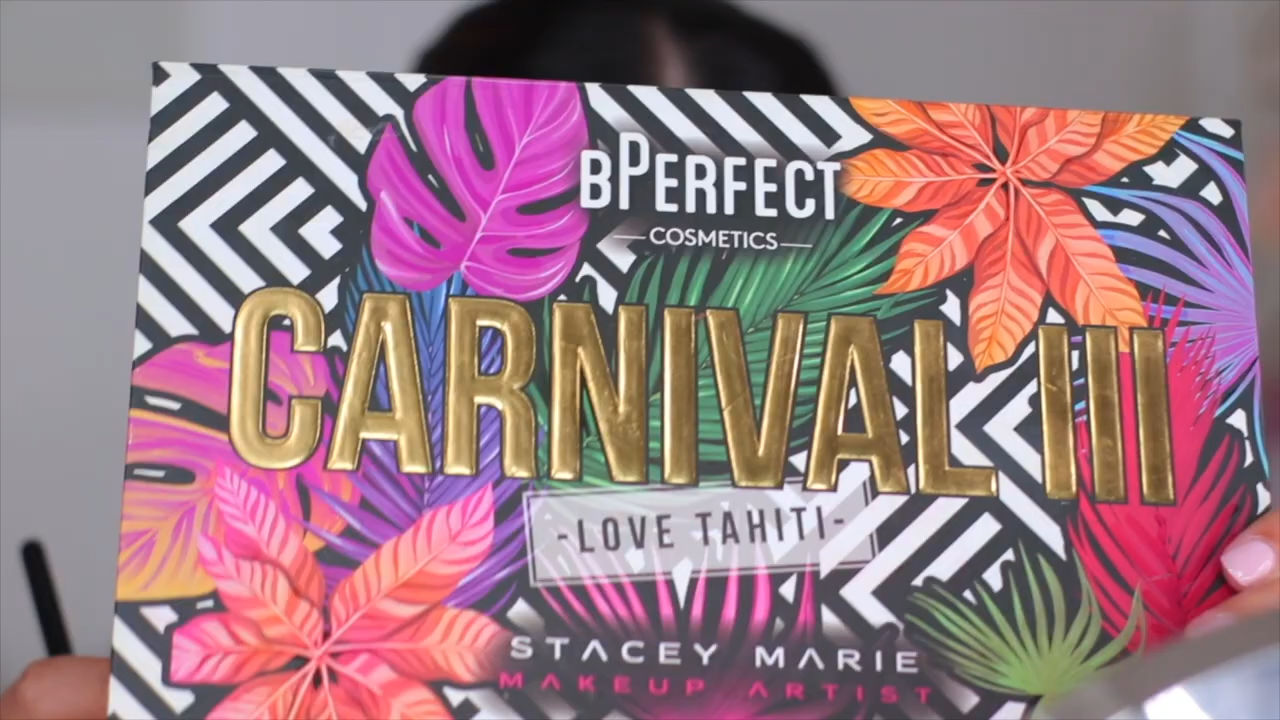 BPERFECT
COSMETICS
CARNIVAL III
-LOVE TAHITI-
STACEY MARIE
MAKEUP ARTIST